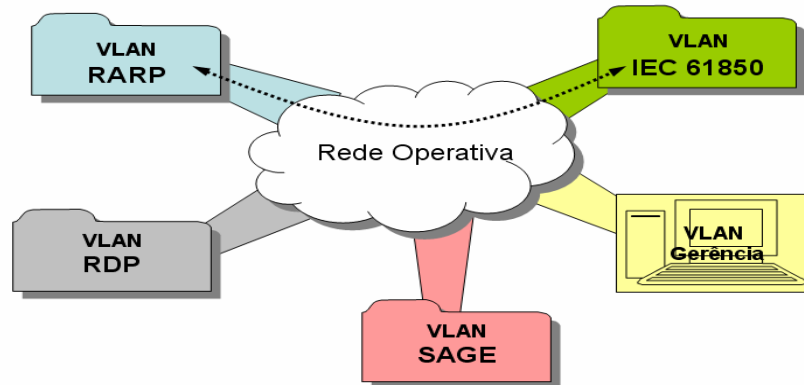 VLAN
RARP
VLAN
IEC 61850
Rede Operativa
VLAN
RDP
VLAN
Gerência
VLAN
SAGE